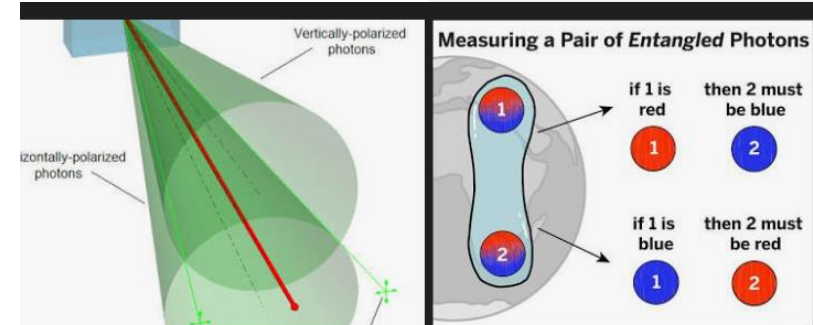 Vertically-polarized
photons
izontally-polarized
photons
Measuring a Pair of Entangled Photons
1
2
if 1 is
red
then 2 must
be blue
1
2
if 1 is
blue
then 2 must
be red
1
2